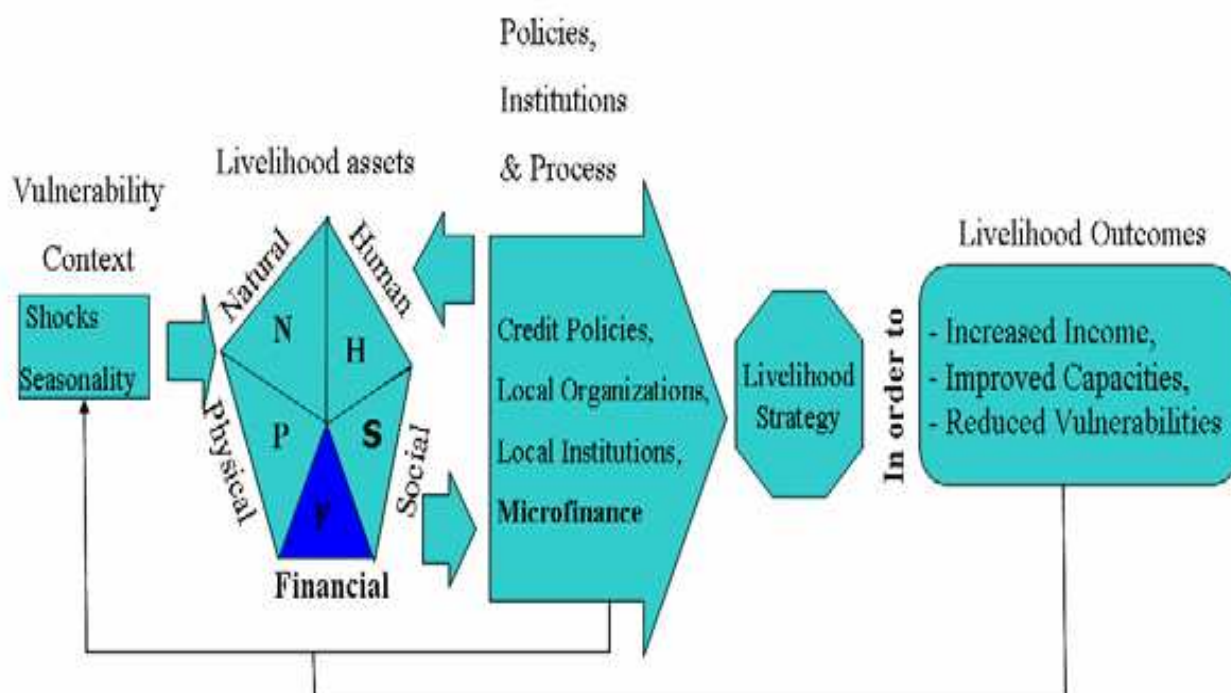 Policies,
Institutions
& Process
Livelihood assets
Vulnerability
Context
Shocks
Seasonality
Natural
Human
Physical
Social
Financial
N
H
P
S
F
Credit Policies,
Local Organizations,
Local Institutions,
Microfinance
Livelihood
Strategy
In order to
Livelihood Outcomes
- Increased Income,
- Improved Capacities,
- Reduced Vulnerabilities